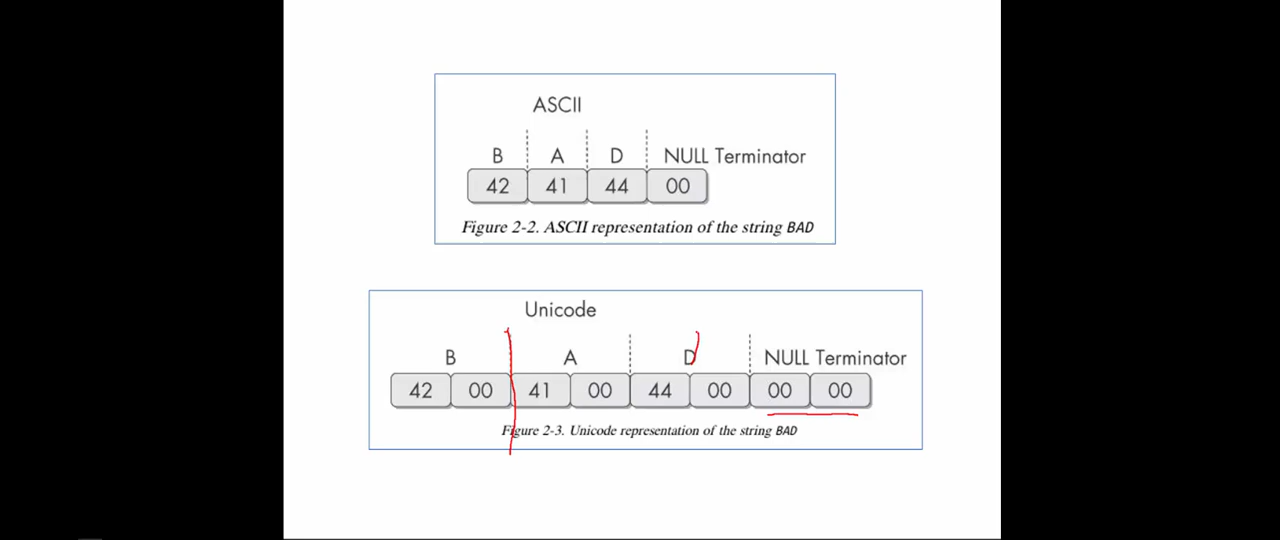 ASCII
B A D NULL Terminator
42 41 44 00
Figure 2-2. ASCII representation of the string BAD
Unicode
B A D NULL Terminator
42 00 41 00 44 00 00 00
Figure 2-3. Unicode representation of the string BAD